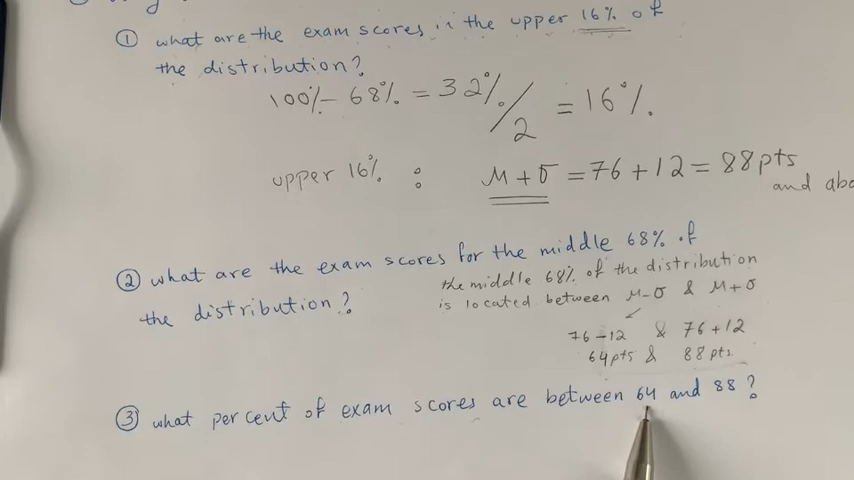 ① what are the exam scores in the upper 16% of
the distribution?
100% - 68% = 32% / 2 = 16%.
upper 16% : μ + σ = 76 + 12 = 88 pts
and
② what are the exam scores for the middle 68% of
the distribution?
the middle 68% of the distribution
is located between μ-σ & μ+σ
76-12 & 76+12
64 pts & 88 pts.
③ what percent of exam scores are between 64 and 88?